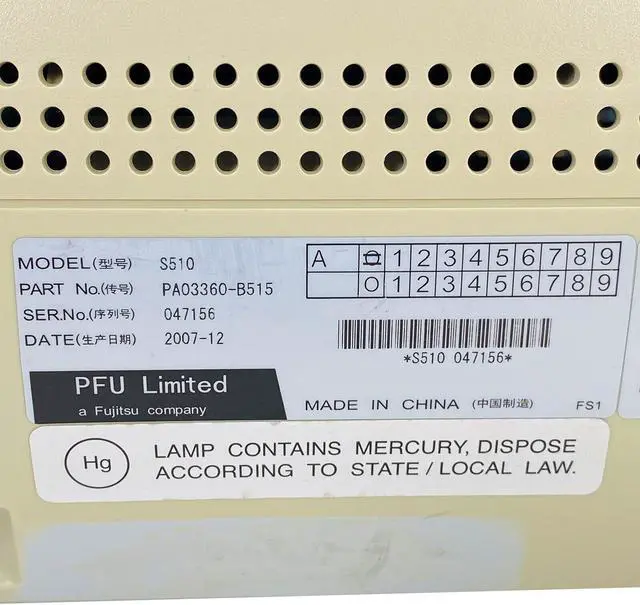 MODEL(型号) S510
PART No.(传号) PA03360-B515
SER.No.(序列号) 047156
DATE(生产日期) 2007-12
A 1 2 3 4 5 6 7 8 9
0 1 2 3 4 5 6 7 8 9
*S510 047156*
PFU Limited
a Fujitsu company
MADE IN CHINA (中国制造) FS1
Hg
LAMP CONTAINS MERCURY, DISPOSE
ACCORDING TO STATE / LOCAL LAW.